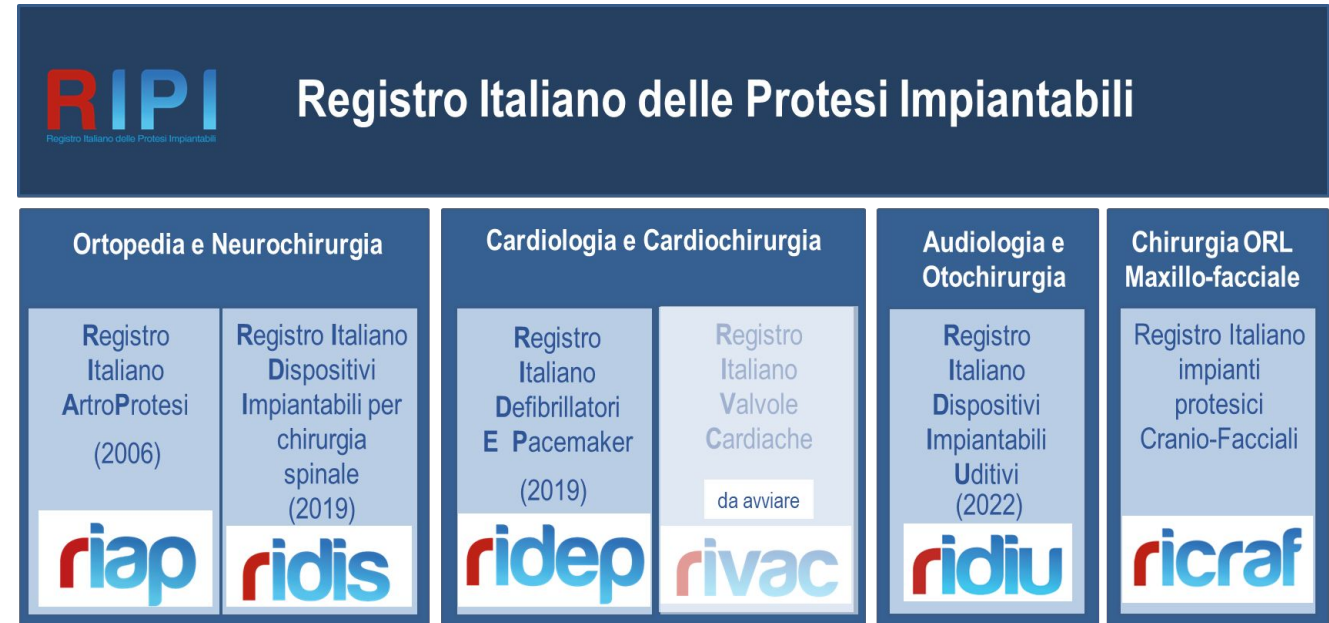 RIPI
Registro Italiano delle Protesi Impiantabili
Registro Italiano delle Protesi Impiantabili
Ortopedia e Neurochirurgia
Registro
Italiano
ArtroProtesi
(2006)
riap
Registro Italiano
Dispositivi
Impiantabili per
chirurgia
spinale
(2019)
ridis
Cardiologia e Cardiochirurgia
Registro
Italiano
Defibrillatori
E Pacemaker
(2019)
ridep
Registro
Italiano
Valvole
Cardiache
da avviare
rivac
Audiologia e
Otochirurgia
Registro
Italiano
Dispositivi
Impiantabili
Uditivi
(2022)
ridiu
Chirurgia ORL
Maxillo-facciale
Registro Italiano
impianti
protesici
Cranio-Facciali
ricraf